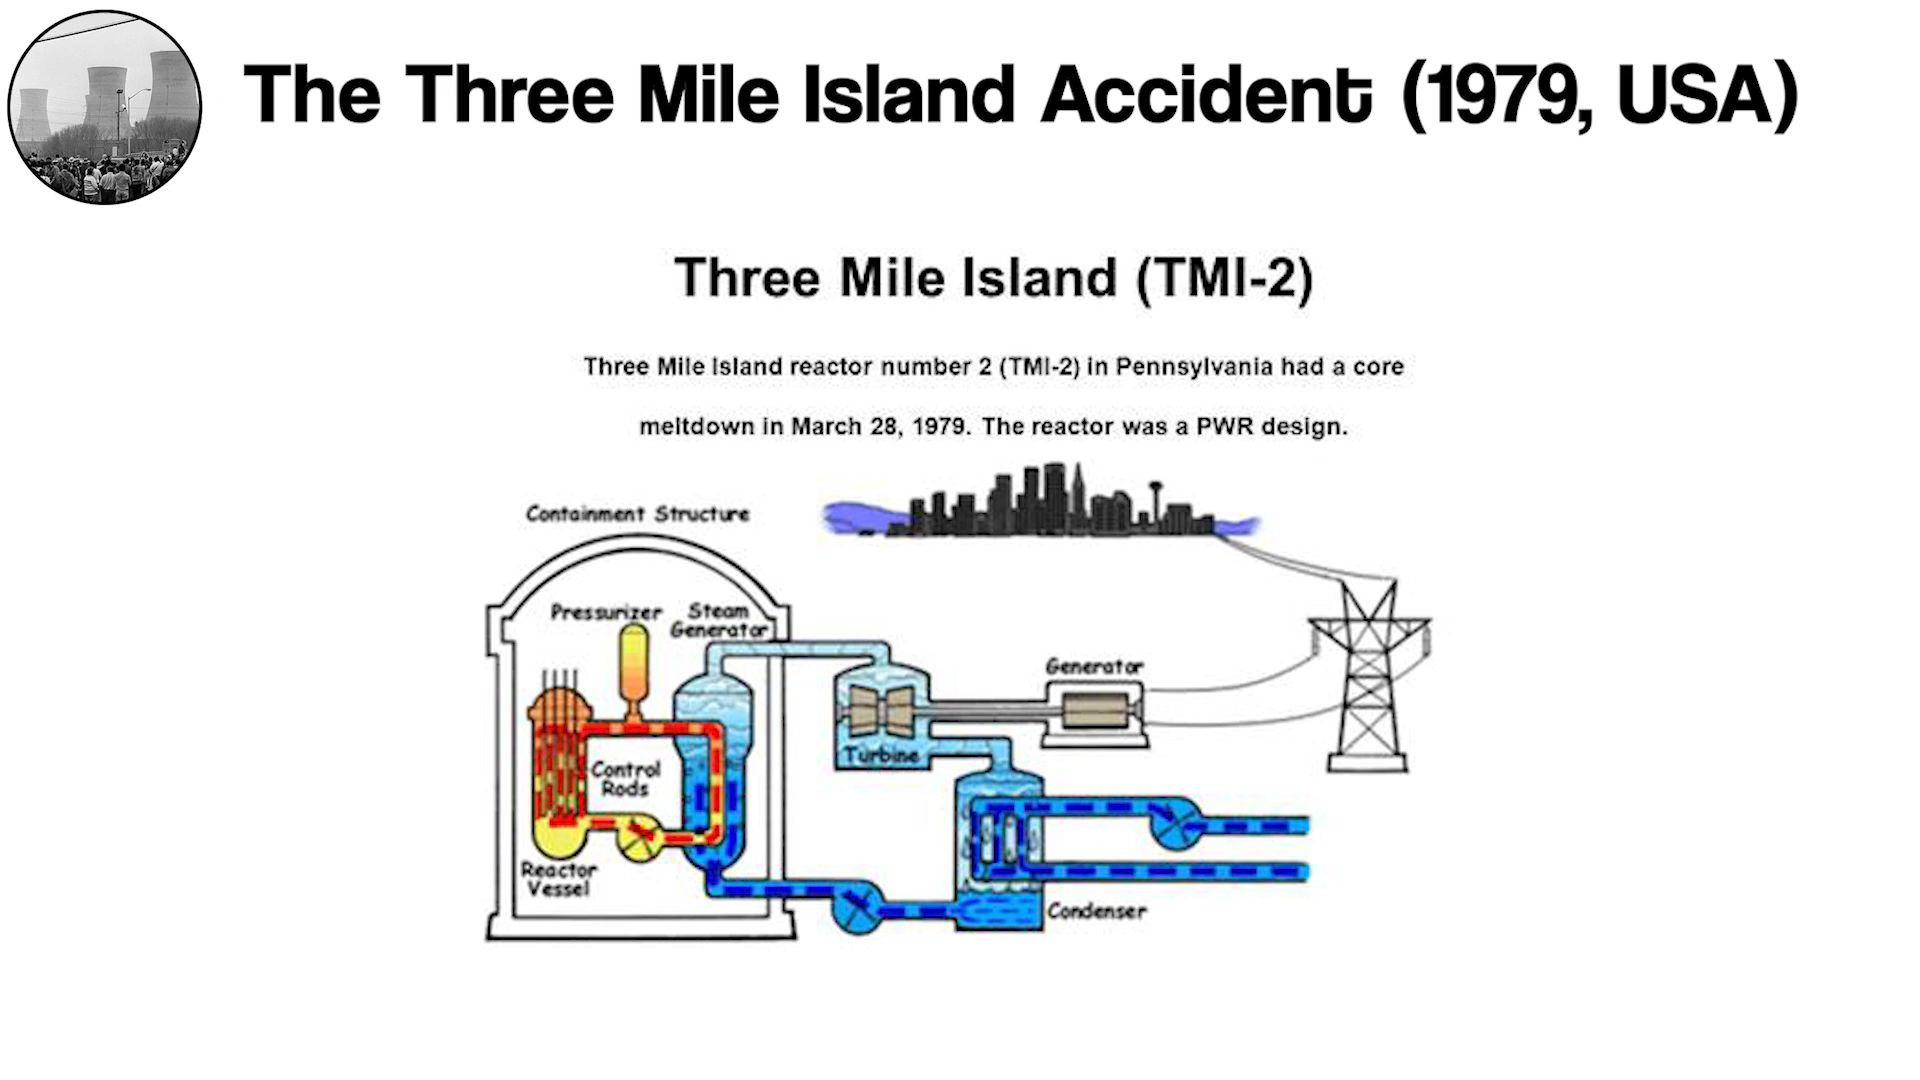 The Three Mile Island Accident (1979, USA)
Three Mile Island (TMI-2)
Three Mile Island reactor number 2 (TMI-2) in Pennsylvania had a core
meltdown in March 28, 1979. The reactor was a PWR design.
Containment Structure
Pressurizer
Steam
Generator
Generator
Turbine
Control
Rods
Reactor
Vessel
Condenser